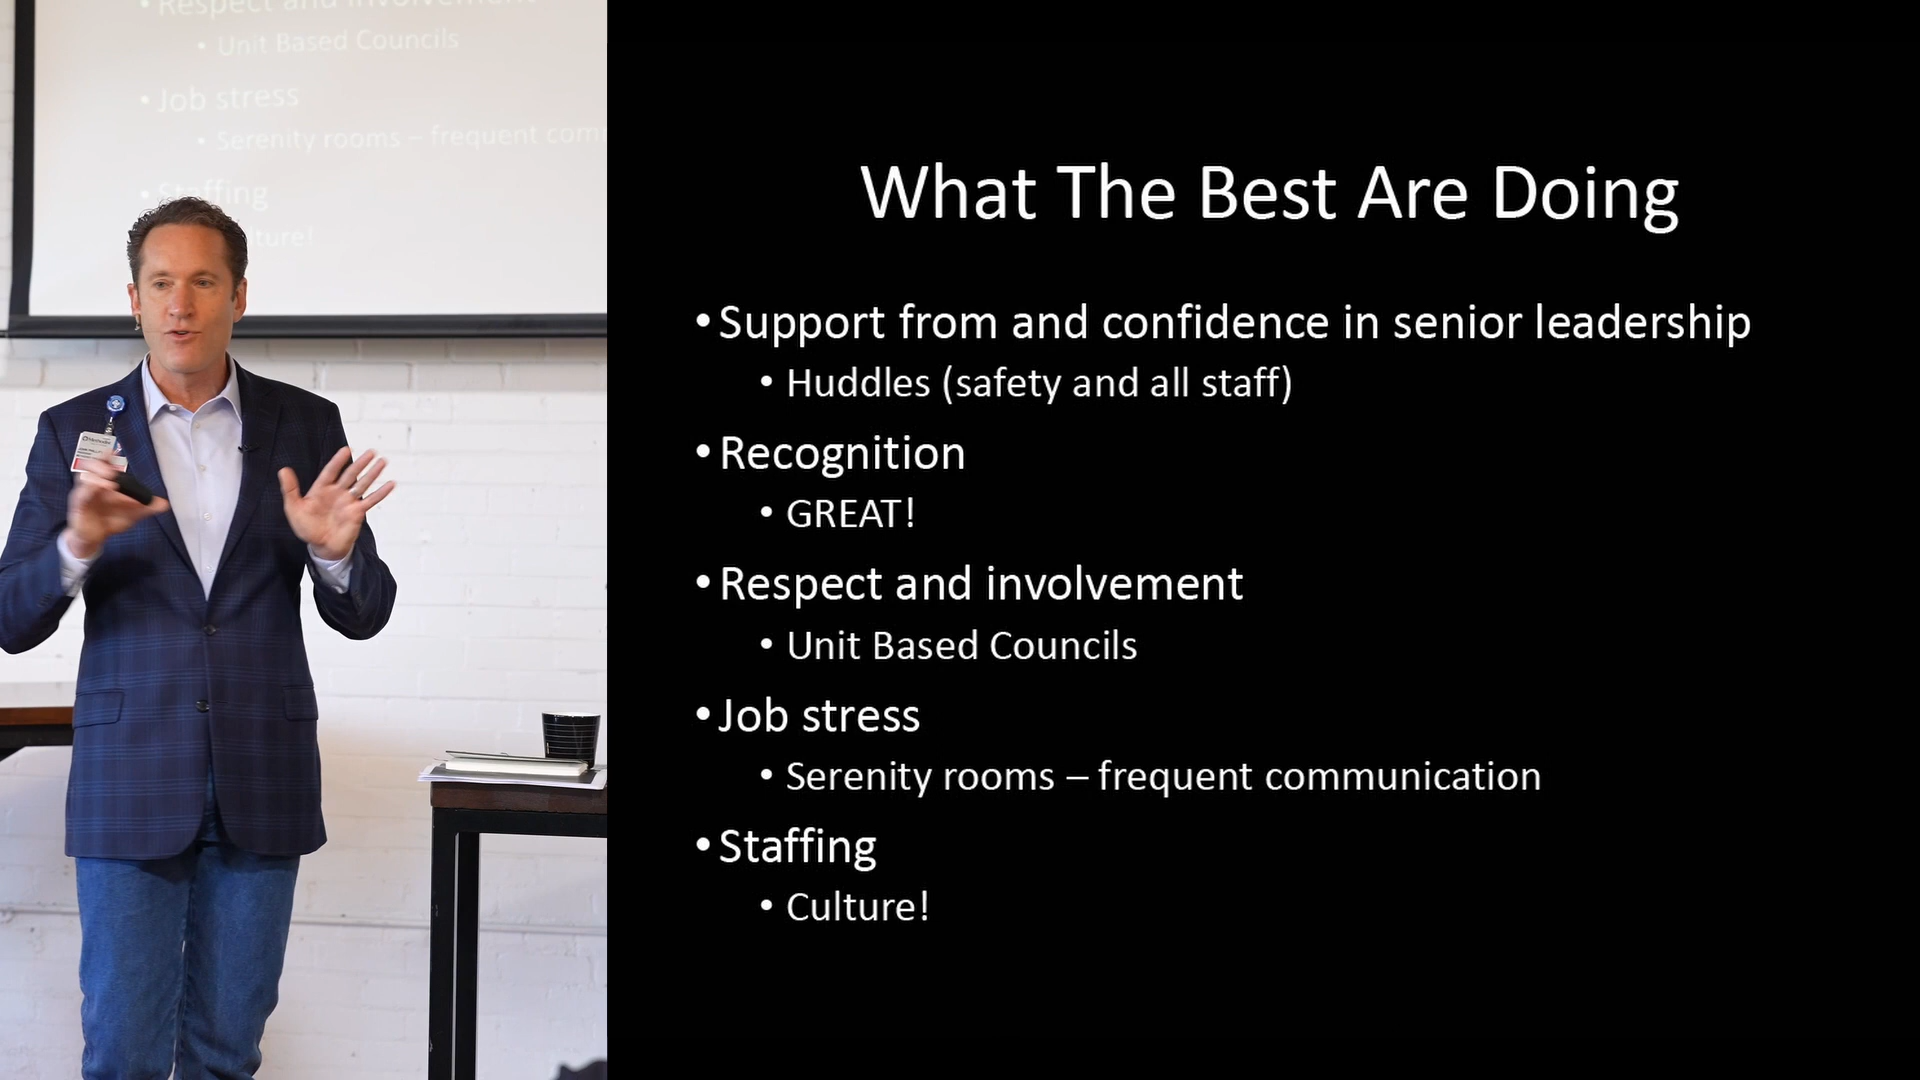 • Respect and involvement
• Unit Based Councils
• Job stress
• Serenity rooms – frequent com
• Staffing
lture!
What The Best Are Doing
• Support from and confidence in senior leadership
• Huddles (safety and all staff)
• Recognition
• GREAT!
• Respect and involvement
• Unit Based Councils
• Job stress
• Serenity rooms – frequent communication
• Staffing
• Culture!